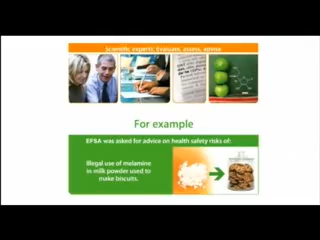 Scientific experts: Evaluate, assess, advise
For example
EFSA was asked for advice on health safety risks of:
Illegal use of melamine
in milk powder used to
make biscuits.